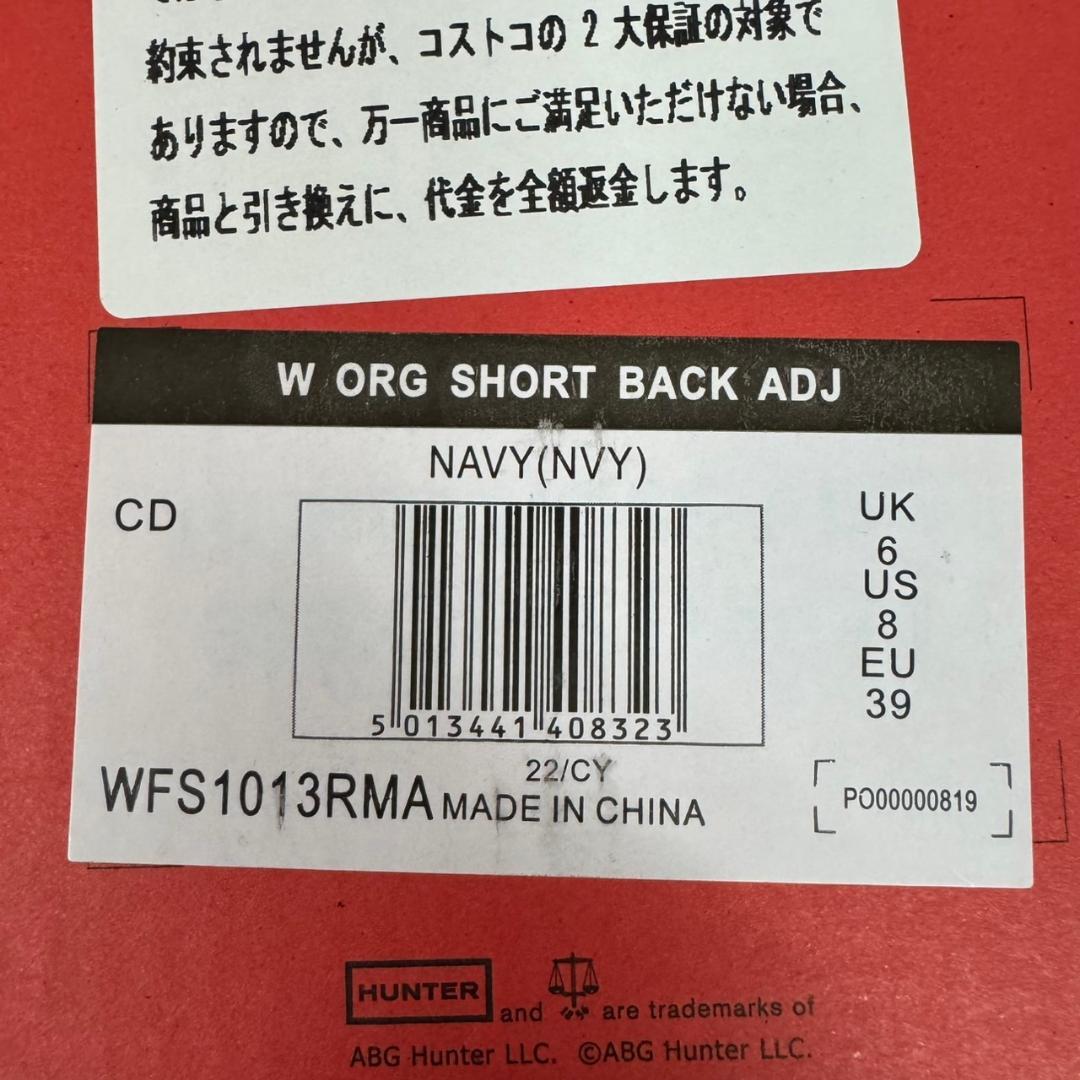 約束されませんが、コストコの 2 大保証の対象で
ありますので、万一商品にご満足いただけない場合、
商品と引き換えに、代金を全額返金します。
W ORG SHORT BACK ADJ
NAVY(NVY)
CD
UK
6
US
8
EU
39
5 013441 408323
22/CY
WFS1013RMA MADE IN CHINA
PO00000819
HUNTER and are trademarks of
ABG Hunter LLC. ©ABG Hunter LLC.